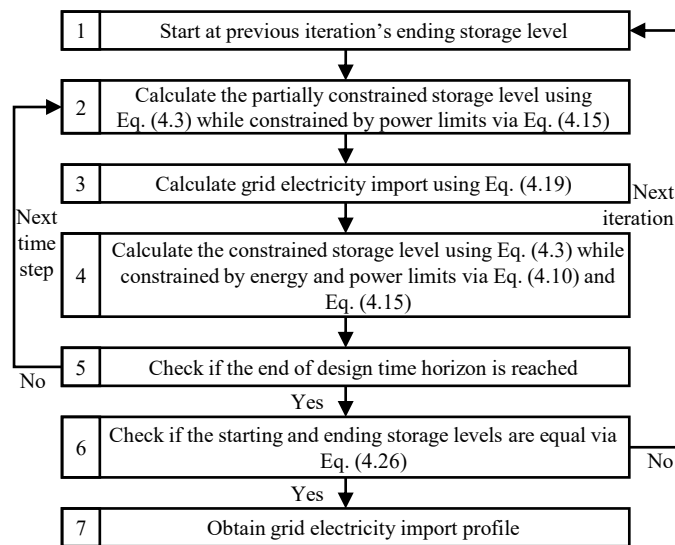 1 Start at previous iteration's ending storage level
2 Calculate the partially constrained storage level using
Eq. (4.3) while constrained by power limits via Eq. (4.15)
3 Calculate grid electricity import using Eq. (4.19)
Next
iteration
Next
time
step
4 Calculate the constrained storage level using Eq. (4.3) while
constrained by energy and power limits via Eq. (4.10) and
Eq. (4.15)
5 Check if the end of design time horizon is reached
No
Yes
6 Check if the starting and ending storage levels are equal via
Eq. (4.26)
No
Yes
7 Obtain grid electricity import profile